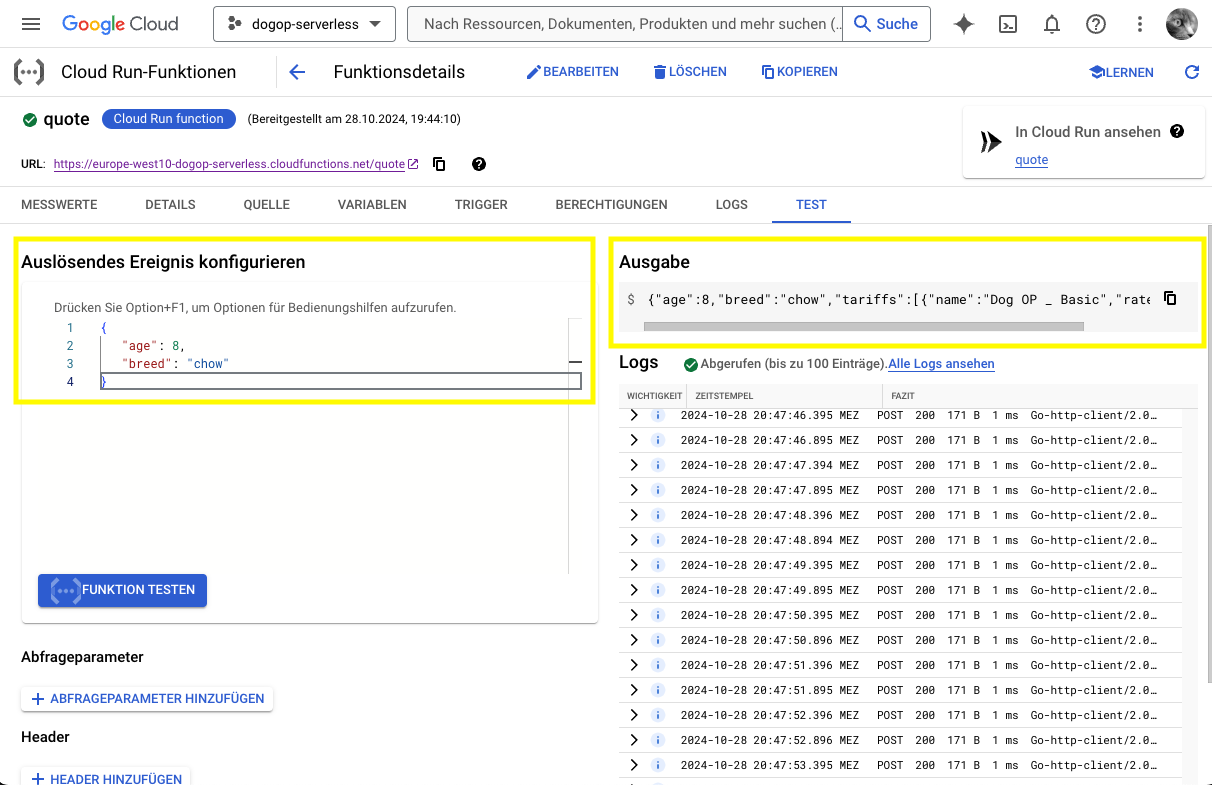 Google Cloud
dogop-serverless
Nach Ressourcen, Dokumenten, Produkten und mehr suchen (...
Suche
Cloud Run-Funktionen
Funktionsdetails
BEARBEITEN
LÖSCHEN
KOPIEREN
LERNEN
quote
Cloud Run function
(Bereitgestellt am 28.10.2024, 19:44:10)
In Cloud Run ansehen
quote
URL: https://europe-west10-dogop-serverless.cloudfunctions.net/quote
MESSWERTE
DETAILS
QUELLE
VARIABLEN
TRIGGER
BERECHTIGUNGEN
LOGS
TEST
Auslösendes Ereignis konfigurieren
Drücken Sie Option+F1, um Optionen für Bedienungshilfen aufzurufen.
1 {
2 "age": 8,
3 "breed": "chow"
4 }
FUNKTION TESTEN
Abfrageparameter
ABFRAGEPARAMETER HINZUFÜGEN
Header
HEADER HINZUFÜGEN
Ausgabe
$ {"age":8,"breed":"chow","tariffs":[{"name":"Dog OP _ Basic","rate
Logs
Abgerufen (bis zu 100 Einträge). Alle Logs ansehen
WICHTIGKEIT ZEITSTEMPEL FAZIT
2024-10-28 20:47:46.395 MEZ POST 200 171 B 1 ms Go-http-client/2.0…
2024-10-28 20:47:46.895 MEZ POST 200 171 B 1 ms Go-http-client/2.0…
2024-10-28 20:47:47.394 MEZ POST 200 171 B 1 ms Go-http-client/2.0…
2024-10-28 20:47:47.895 MEZ POST 200 171 B 1 ms Go-http-client/2.0…
2024-10-28 20:47:48.396 MEZ POST 200 171 B 1 ms Go-http-client/2.0…
2024-10-28 20:47:48.894 MEZ POST 200 171 B 1 ms Go-http-client/2.0…
2024-10-28 20:47:49.395 MEZ POST 200 171 B 1 ms Go-http-client/2.0…
2024-10-28 20:47:49.895 MEZ POST 200 171 B 1 ms Go-http-client/2.0…
2024-10-28 20:47:50.395 MEZ POST 200 171 B 1 ms Go-http-client/2.0…
2024-10-28 20:47:50.896 MEZ POST 200 171 B 1 ms Go-http-client/2.0…
2024-10-28 20:47:51.396 MEZ POST 200 171 B 1 ms Go-http-client/2.0…
2024-10-28 20:47:51.895 MEZ POST 200 171 B 1 ms Go-http-client/2.0…
2024-10-28 20:47:52.396 MEZ POST 200 171 B 1 ms Go-http-client/2.0…
2024-10-28 20:47:52.896 MEZ POST 200 171 B 1 ms Go-http-client/2.0…
2024-10-28 20:47:53.395 MEZ POST 200 171 B 1 ms Go-http-client/2.0…